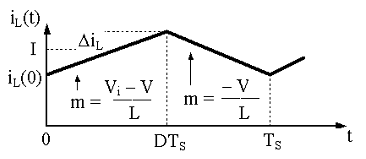 iL(t)
I
ΔiL
iL(0)
m = Vi – V / L
m = – V / L
0
DTS
TS
t